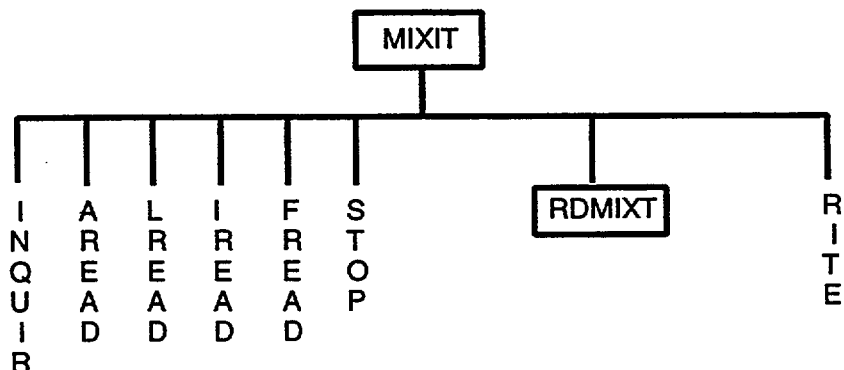 MIXIT
INQUIR
AREAD
LREAD
IREAD
FREAD
STOP
RDMIXT
RITE